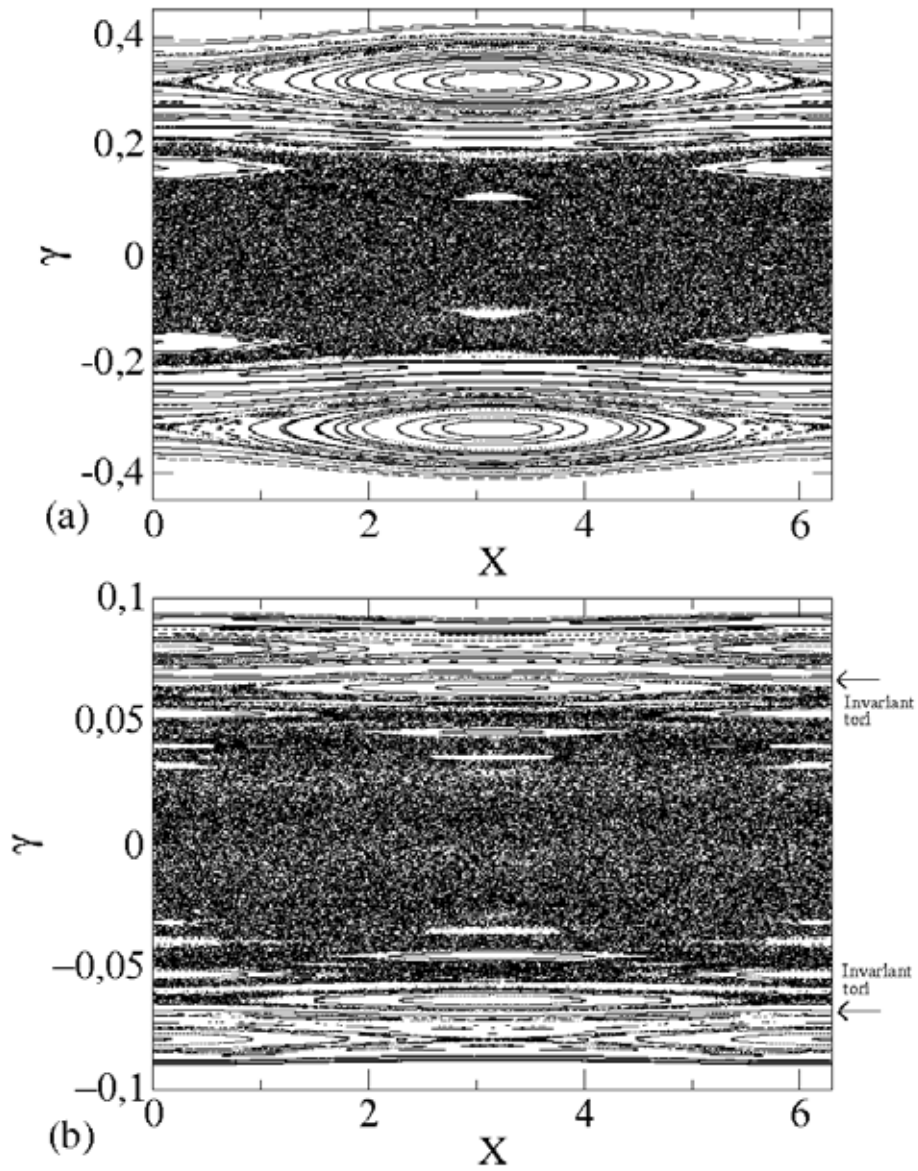 0,4
0,2
0
-0,2
-0,4
γ
(a)
0 2 4 6
X
0,1
0,05
0
−0,05
−0,1
γ
Invariant
tori
Invariant
tori
(b)
0 2 4 6
X